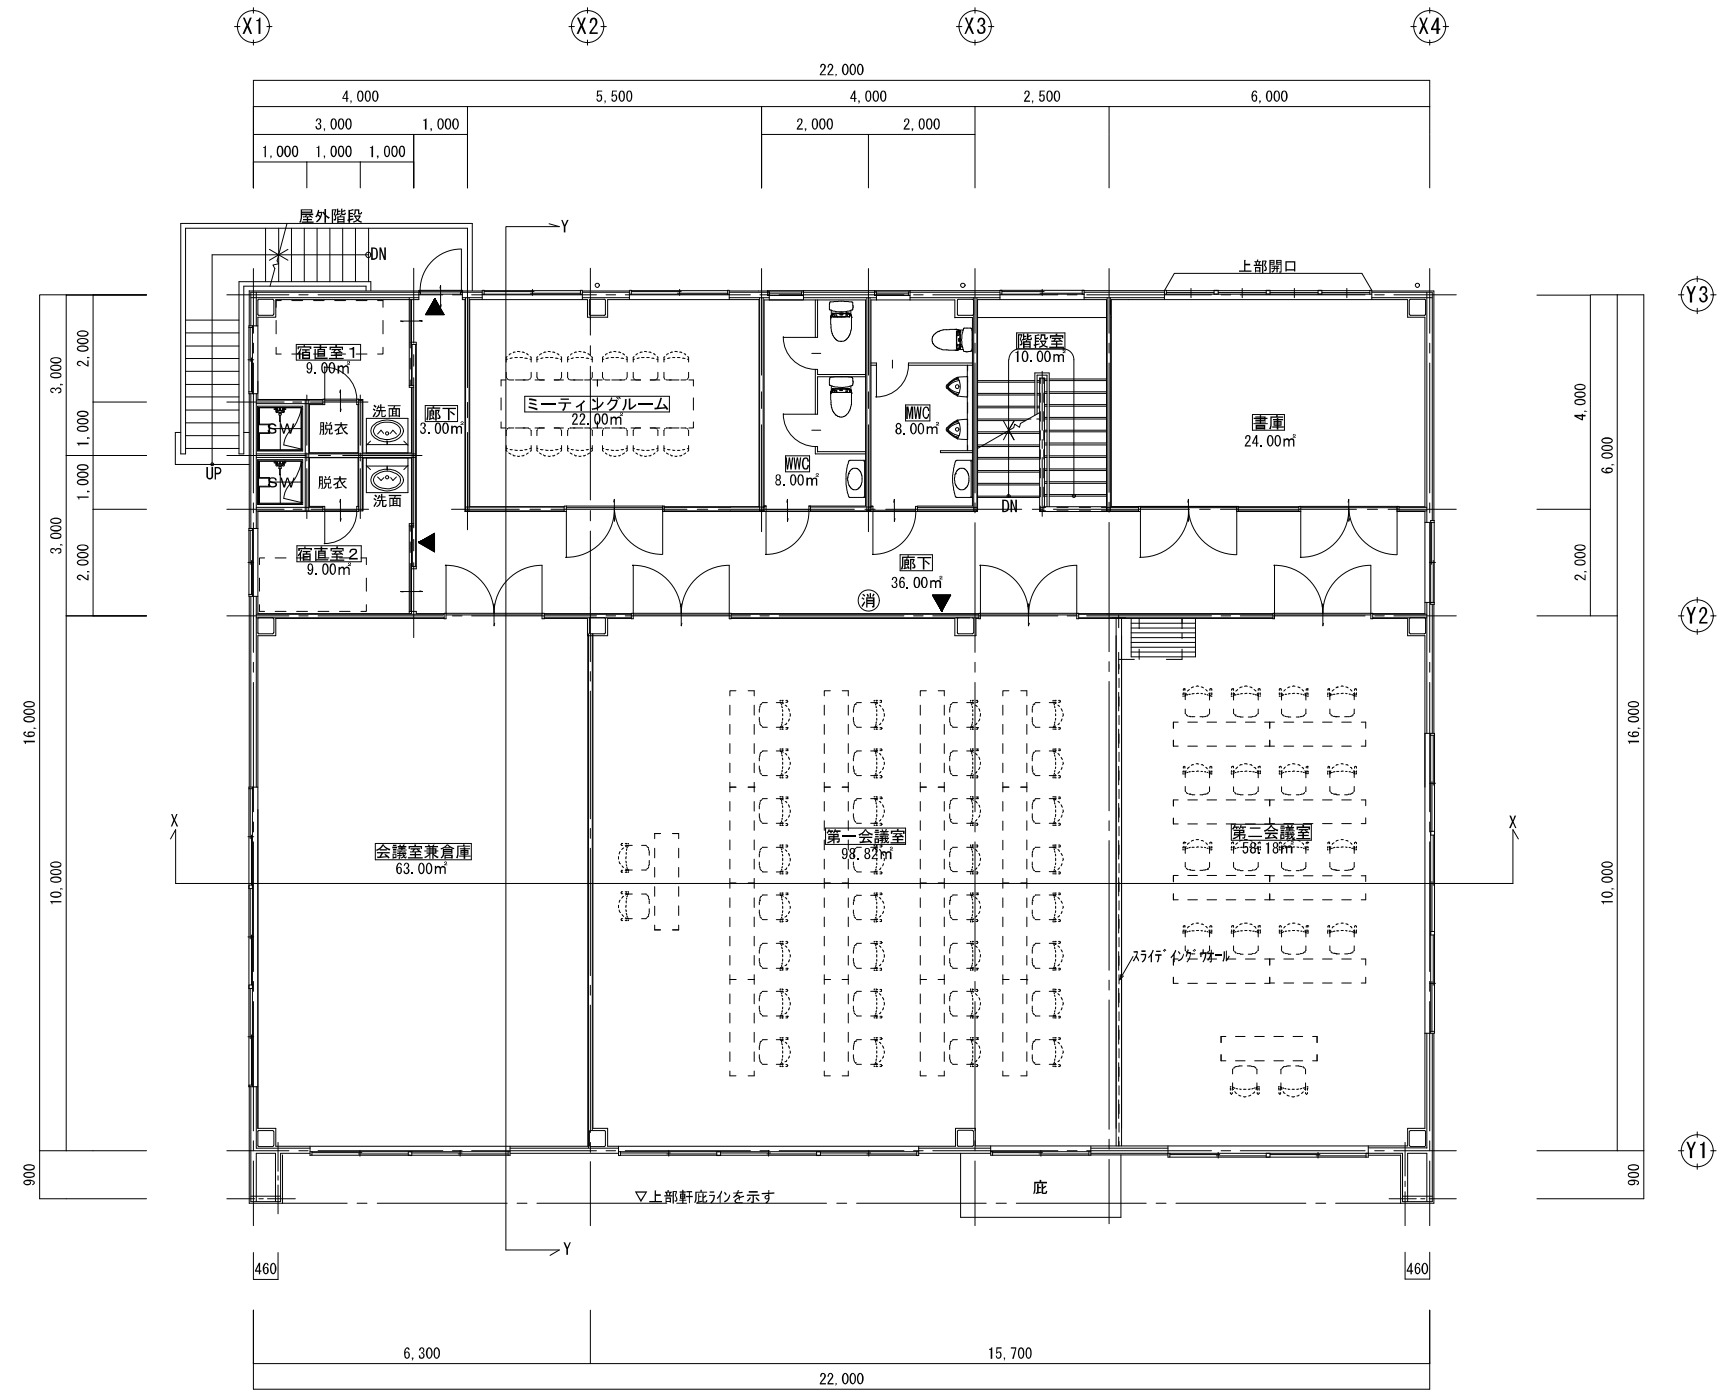 X1
X2
X3
X4
22,000
4,000
5,500
4,000
2,500
6,000
3,000
1,000
2,000
2,000
1,000
1,000
1,000
屋外階段
Y
DN
上部開口
Y3
宿直室1
9.00㎡
階段室
10.00㎡
2,000
3,000
4,000
ミーティングルーム
22.00㎡
洗面
廊下
3.00㎡
MWC
8.00㎡
書庫
24.00㎡
SW
脱衣
1,000
6,000
UP
WWC
8.00㎡
SW
脱衣
1,000
洗面
DN
3,000
宿直室2
9.00㎡
2,000
廊下
36.00㎡
2,000
消
Y2
16,000
16,000
X
X
会議室兼倉庫
63.00㎡
第一会議室
98.82㎡
第二会議室
58.18㎡
10,000
10,000
スライディングウォール
Y1
900
900
▽上部軒庇ラインを示す
庇
Y
460
460
6,300
15,700
22,000